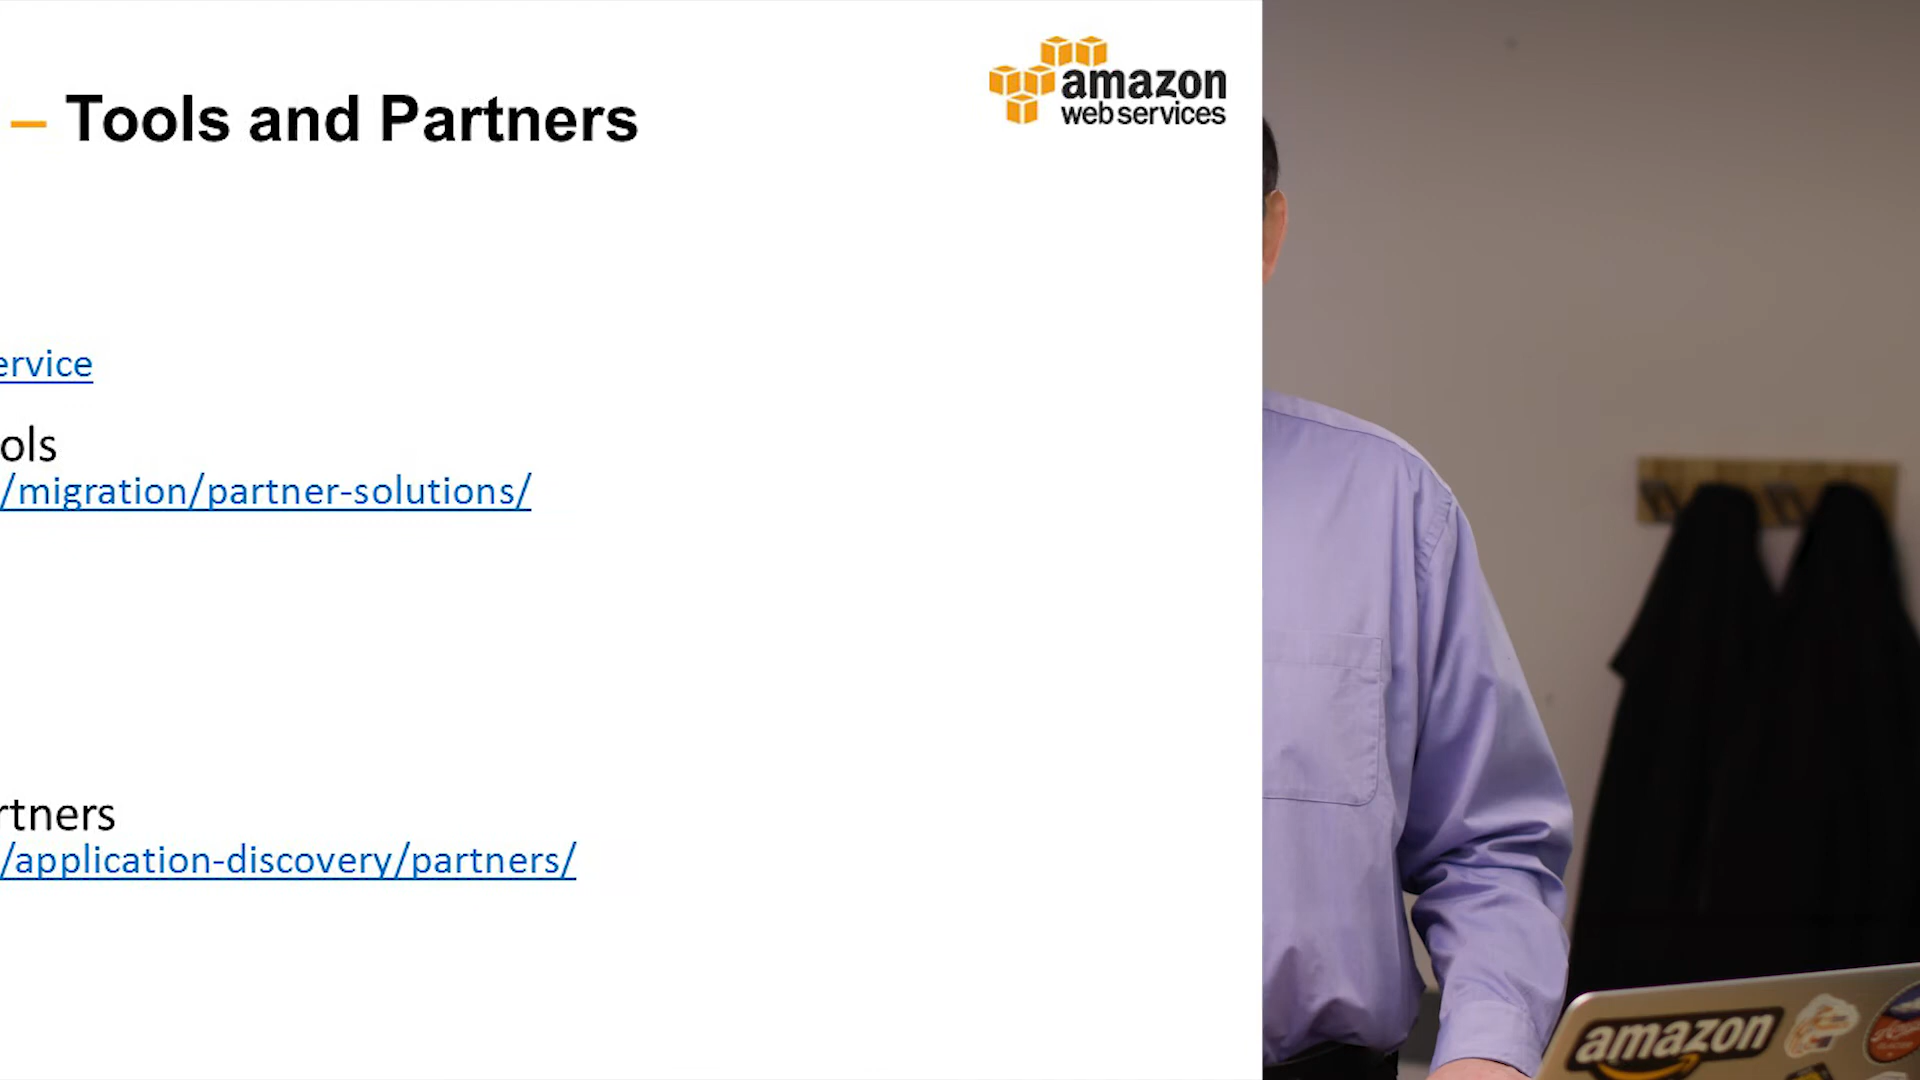 – Tools and Partners
amazon
web services
ervice
ols
/migration/partner-solutions/
rtners
/application-discovery/partners/
amazon